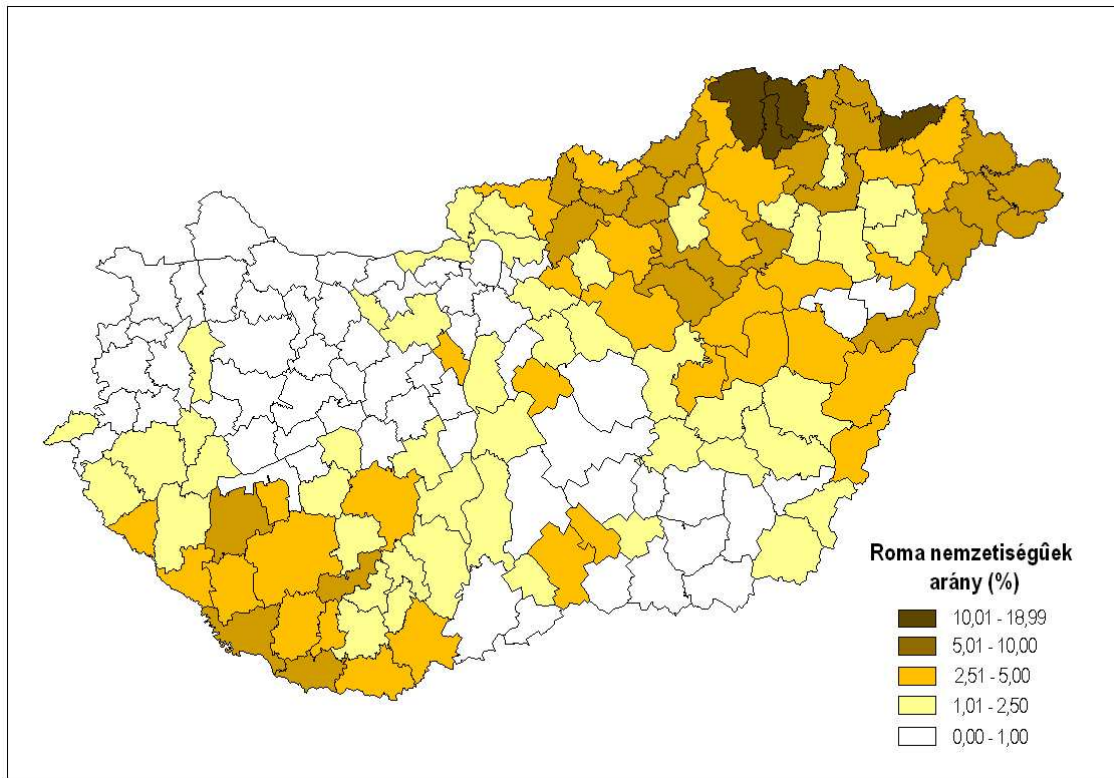 Roma nemzetiségûek
arány (%)
10,01 - 18,99
5,01 - 10,00
2,51 - 5,00
1,01 - 2,50
0,00 - 1,00